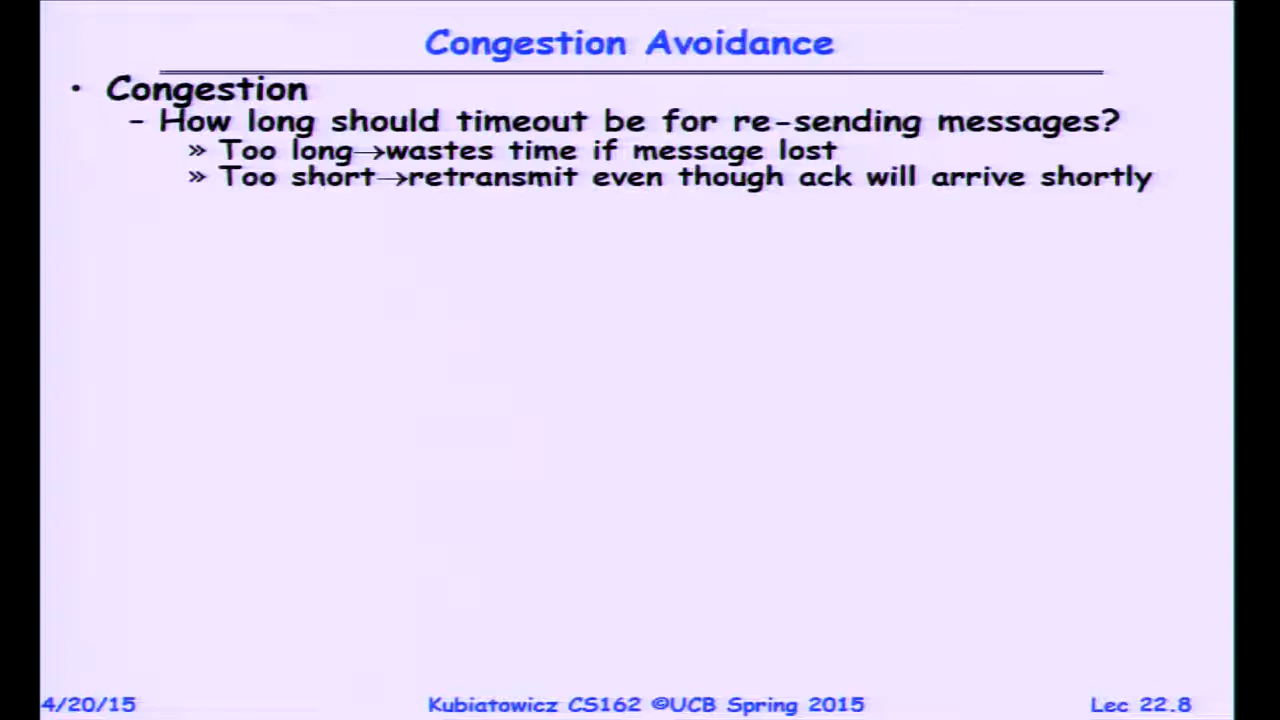 Congestion Avoidance
• Congestion
– How long should timeout be for re-sending messages?
» Too long→wastes time if message lost
» Too short→retransmit even though ack will arrive shortly
4/20/15 Kubiatowicz CS162 ©UCB Spring 2015 Lec 22.8